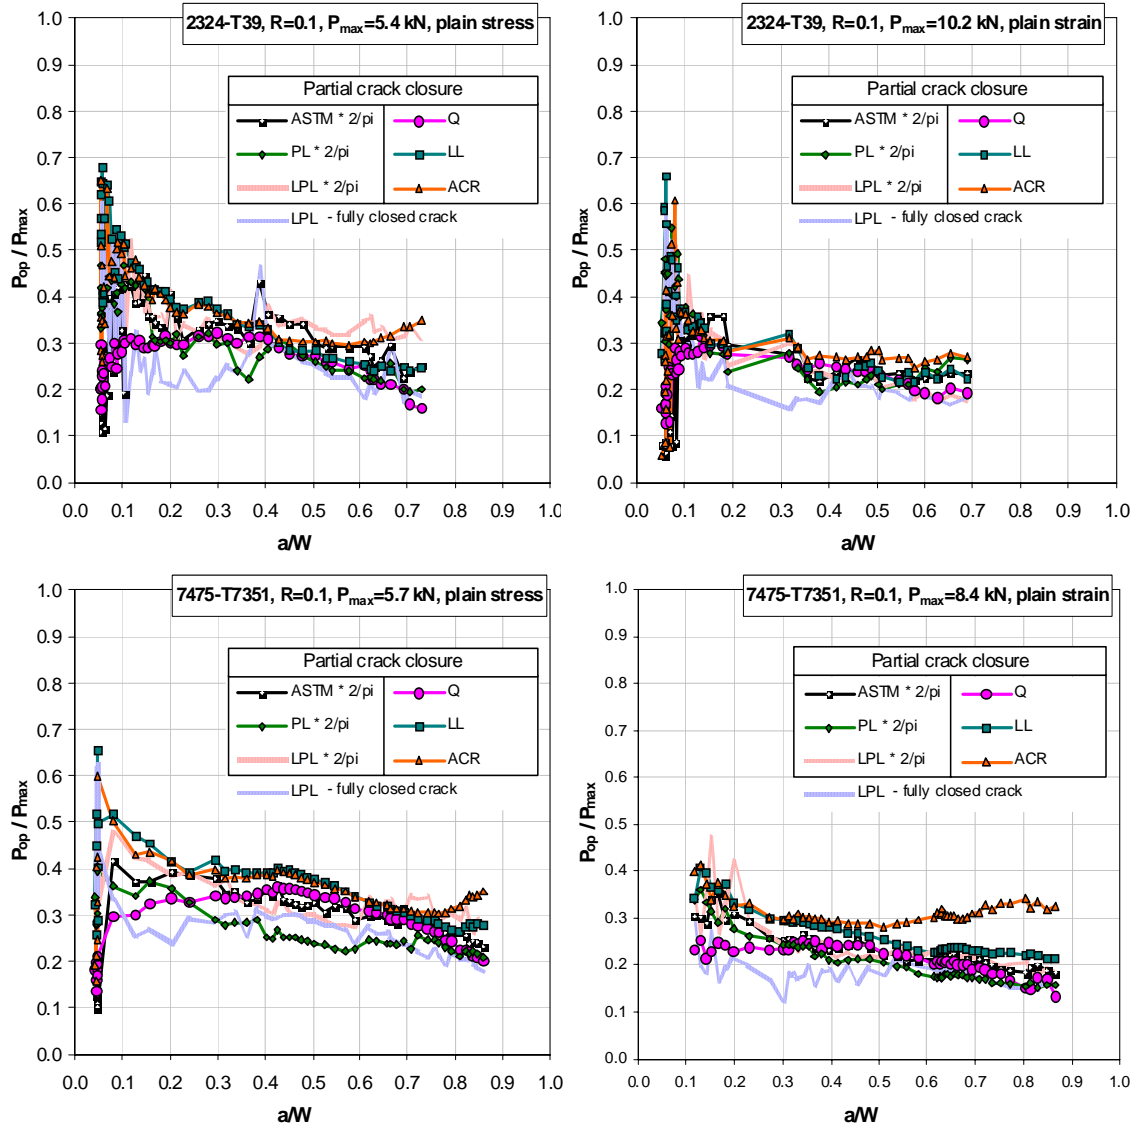 2324-T39, R=0.1, Pmax=5.4 kN, plain stress
Partial crack closure
ASTM * 2/pi
Q
PL * 2/pi
LL
LPL * 2/pi
ACR
LPL - fully closed crack
Pop / Pmax
1.0
0.9
0.8
0.7
0.6
0.5
0.4
0.3
0.2
0.1
0.0
0.0 0.1 0.2 0.3 0.4 0.5 0.6 0.7 0.8 0.9 1.0
a/W
2324-T39, R=0.1, Pmax=10.2 kN, plain strain
Partial crack closure
ASTM * 2/pi
Q
PL * 2/pi
LL
LPL * 2/pi
ACR
LPL - fully closed crack
Pop / Pmax
1.0
0.9
0.8
0.7
0.6
0.5
0.4
0.3
0.2
0.1
0.0
0.0 0.1 0.2 0.3 0.4 0.5 0.6 0.7 0.8 0.9 1.0
a/W
7475-T7351, R=0.1, Pmax=5.7 kN, plain stress
Partial crack closure
ASTM * 2/pi
Q
PL * 2/pi
LL
LPL * 2/pi
ACR
LPL - fully closed crack
Pop / Pmax
1.0
0.9
0.8
0.7
0.6
0.5
0.4
0.3
0.2
0.1
0.0
0.0 0.1 0.2 0.3 0.4 0.5 0.6 0.7 0.8 0.9 1.0
a/W
7475-T7351, R=0.1, Pmax=8.4 kN, plain strain
Partial crack closure
ASTM * 2/pi
Q
PL * 2/pi
LL
LPL * 2/pi
ACR
LPL - fully closed crack
Pop / Pmax
1.0
0.9
0.8
0.7
0.6
0.5
0.4
0.3
0.2
0.1
0.0
0.0 0.1 0.2 0.3 0.4 0.5 0.6 0.7 0.8 0.9 1.0
a/W